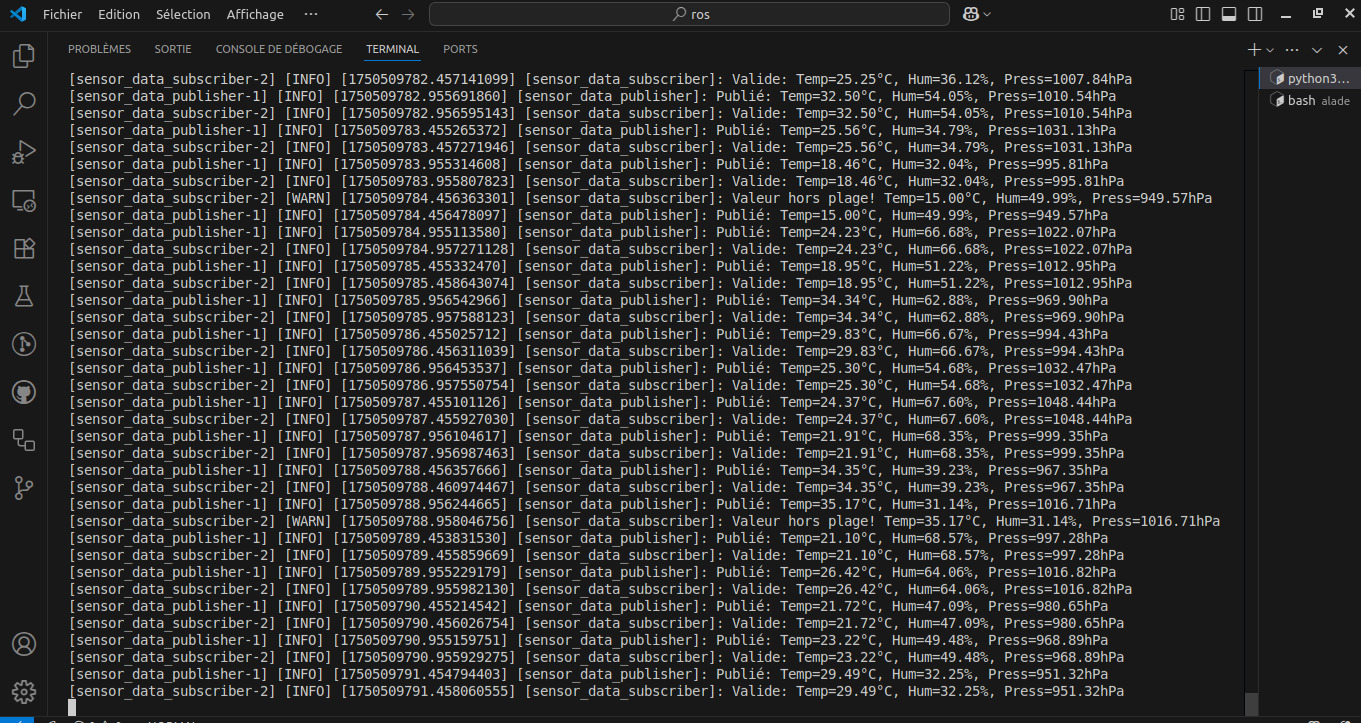 Fichier Edition Sélection Affichage ··· ros
PROBLÈMES SORTIE CONSOLE DE DÉBOGAGE TERMINAL PORTS
[sensor_data_subscriber-2] [INFO] [1750509782.457141099] [sensor_data_subscriber]: Valide: Temp=25.25°C, Hum=36.12%, Press=1007.84hPa
[sensor_data_publisher-1] [INFO] [1750509782.955691860] [sensor_data_publisher]: Publié: Temp=32.50°C, Hum=54.05%, Press=1010.54hPa
[sensor_data_subscriber-2] [INFO] [1750509782.956595143] [sensor_data_subscriber]: Valide: Temp=32.50°C, Hum=54.05%, Press=1010.54hPa
[sensor_data_publisher-1] [INFO] [1750509783.455265372] [sensor_data_publisher]: Publié: Temp=25.56°C, Hum=34.79%, Press=1031.13hPa
[sensor_data_subscriber-2] [INFO] [1750509783.457271946] [sensor_data_subscriber]: Valide: Temp=25.56°C, Hum=34.79%, Press=1031.13hPa
[sensor_data_publisher-1] [INFO] [1750509783.955314608] [sensor_data_publisher]: Publié: Temp=18.46°C, Hum=32.04%, Press=995.81hPa
[sensor_data_subscriber-2] [INFO] [1750509783.955807823] [sensor_data_subscriber]: Valide: Temp=18.46°C, Hum=32.04%, Press=995.81hPa
[sensor_data_subscriber-2] [WARN] [1750509784.456363301] [sensor_data_subscriber]: Valeur hors plage! Temp=15.00°C, Hum=49.99%, Press=949.57hPa
[sensor_data_publisher-1] [INFO] [1750509784.456478097] [sensor_data_publisher]: Publié: Temp=15.00°C, Hum=49.99%, Press=949.57hPa
[sensor_data_publisher-1] [INFO] [1750509784.955113580] [sensor_data_publisher]: Publié: Temp=24.23°C, Hum=66.68%, Press=1022.07hPa
[sensor_data_subscriber-2] [INFO] [1750509784.957271128] [sensor_data_subscriber]: Valide: Temp=24.23°C, Hum=66.68%, Press=1022.07hPa
[sensor_data_publisher-1] [INFO] [1750509785.455332470] [sensor_data_publisher]: Publié: Temp=18.95°C, Hum=51.22%, Press=1012.95hPa
[sensor_data_subscriber-2] [INFO] [1750509785.458643074] [sensor_data_subscriber]: Valide: Temp=18.95°C, Hum=51.22%, Press=1012.95hPa
[sensor_data_publisher-1] [INFO] [1750509785.956542966] [sensor_data_publisher]: Publié: Temp=34.34°C, Hum=62.88%, Press=969.90hPa
[sensor_data_subscriber-2] [INFO] [1750509785.957588123] [sensor_data_subscriber]: Valide: Temp=34.34°C, Hum=62.88%, Press=969.90hPa
[sensor_data_publisher-1] [INFO] [1750509786.455025712] [sensor_data_publisher]: Publié: Temp=29.83°C, Hum=66.67%, Press=994.43hPa
[sensor_data_subscriber-2] [INFO] [1750509786.456311039] [sensor_data_subscriber]: Valide: Temp=29.83°C, Hum=66.67%, Press=994.43hPa
[sensor_data_publisher-1] [INFO] [1750509786.956453537] [sensor_data_publisher]: Publié: Temp=25.30°C, Hum=54.68%, Press=1032.47hPa
[sensor_data_subscriber-2] [INFO] [1750509786.957550754] [sensor_data_subscriber]: Valide: Temp=25.30°C, Hum=54.68%, Press=1032.47hPa
[sensor_data_publisher-1] [INFO] [1750509787.455101126] [sensor_data_publisher]: Publié: Temp=24.37°C, Hum=67.60%, Press=1048.44hPa
[sensor_data_subscriber-2] [INFO] [1750509787.455927030] [sensor_data_subscriber]: Valide: Temp=24.37°C, Hum=67.60%, Press=1048.44hPa
[sensor_data_publisher-1] [INFO] [1750509787.956104617] [sensor_data_publisher]: Publié: Temp=21.91°C, Hum=68.35%, Press=999.35hPa
[sensor_data_subscriber-2] [INFO] [1750509787.956987463] [sensor_data_subscriber]: Valide: Temp=21.91°C, Hum=68.35%, Press=999.35hPa
[sensor_data_publisher-1] [INFO] [1750509788.456357666] [sensor_data_publisher]: Publié: Temp=34.35°C, Hum=39.23%, Press=967.35hPa
[sensor_data_subscriber-2] [INFO] [1750509788.460974467] [sensor_data_subscriber]: Valide: Temp=34.35°C, Hum=39.23%, Press=967.35hPa
[sensor_data_publisher-1] [INFO] [1750509788.956244665] [sensor_data_publisher]: Publié: Temp=35.17°C, Hum=31.14%, Press=1016.71hPa
[sensor_data_subscriber-2] [WARN] [1750509788.958046756] [sensor_data_subscriber]: Valeur hors plage! Temp=35.17°C, Hum=31.14%, Press=1016.71hPa
[sensor_data_publisher-1] [INFO] [1750509789.453831530] [sensor_data_publisher]: Publié: Temp=21.10°C, Hum=68.57%, Press=997.28hPa
[sensor_data_subscriber-2] [INFO] [1750509789.455859669] [sensor_data_subscriber]: Valide: Temp=21.10°C, Hum=68.57%, Press=997.28hPa
[sensor_data_publisher-1] [INFO] [1750509789.955229179] [sensor_data_publisher]: Publié: Temp=26.42°C, Hum=64.06%, Press=1016.82hPa
[sensor_data_subscriber-2] [INFO] [1750509789.955982130] [sensor_data_subscriber]: Valide: Temp=26.42°C, Hum=64.06%, Press=1016.82hPa
[sensor_data_publisher-1] [INFO] [1750509790.455214542] [sensor_data_publisher]: Publié: Temp=21.72°C, Hum=47.09%, Press=980.65hPa
[sensor_data_subscriber-2] [INFO] [1750509790.456026754] [sensor_data_subscriber]: Valide: Temp=21.72°C, Hum=47.09%, Press=980.65hPa
[sensor_data_publisher-1] [INFO] [1750509790.955159751] [sensor_data_publisher]: Publié: Temp=23.22°C, Hum=49.48%, Press=968.89hPa
[sensor_data_subscriber-2] [INFO] [1750509790.955929275] [sensor_data_subscriber]: Valide: Temp=23.22°C, Hum=49.48%, Press=968.89hPa
[sensor_data_publisher-1] [INFO] [1750509791.454794403] [sensor_data_publisher]: Publié: Temp=29.49°C, Hum=32.25%, Press=951.32hPa
[sensor_data_subscriber-2] [INFO] [1750509791.458060555] [sensor_data_subscriber]: Valide: Temp=29.49°C, Hum=32.25%, Press=951.32hPa
python3...
bash alade